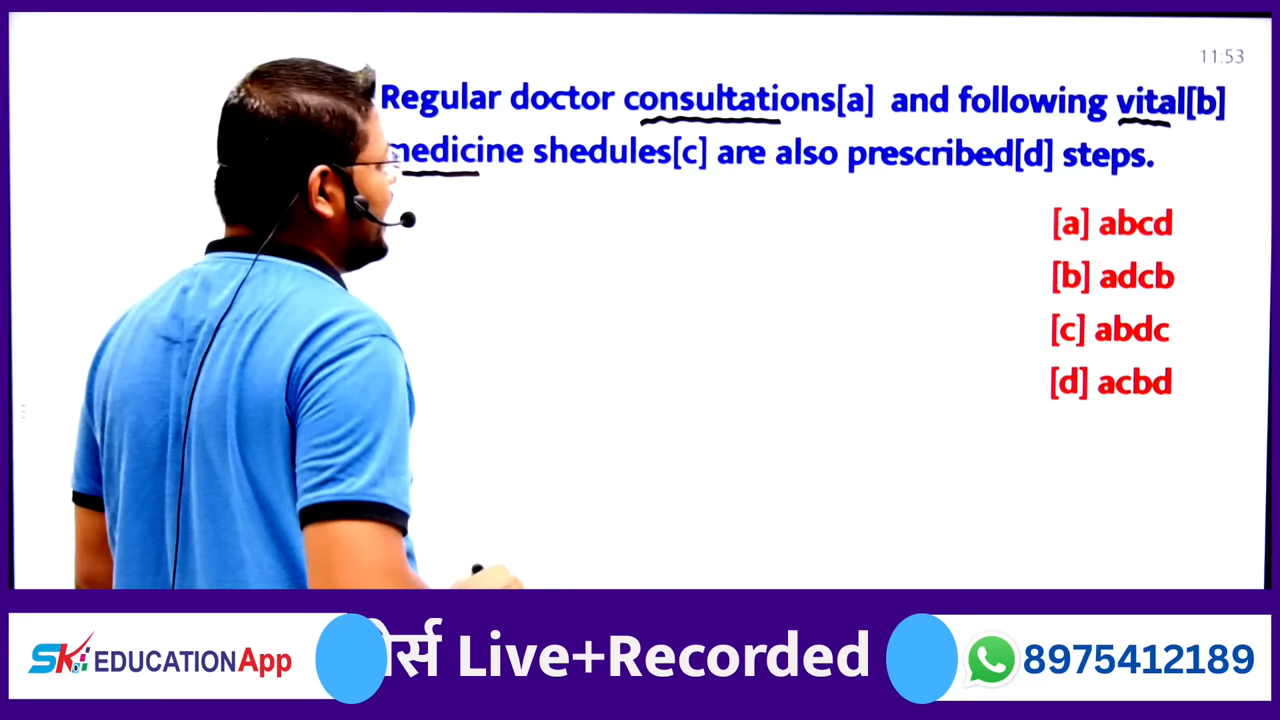 11:53
Regular doctor consultations[a] and following vital[b]
medicine shedules[c] are also prescribed[d] steps.
[a] abcd
[b] adcb
[c] abdc
[d] acbd
SK EDUCATIONApp
Live+Recorded
8975412189